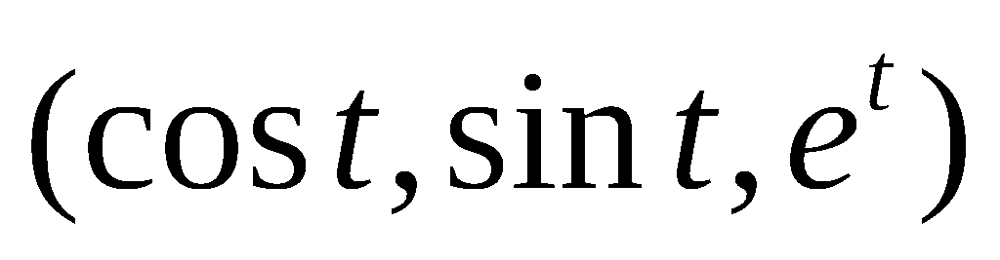 (cos t, sin t, e^t)